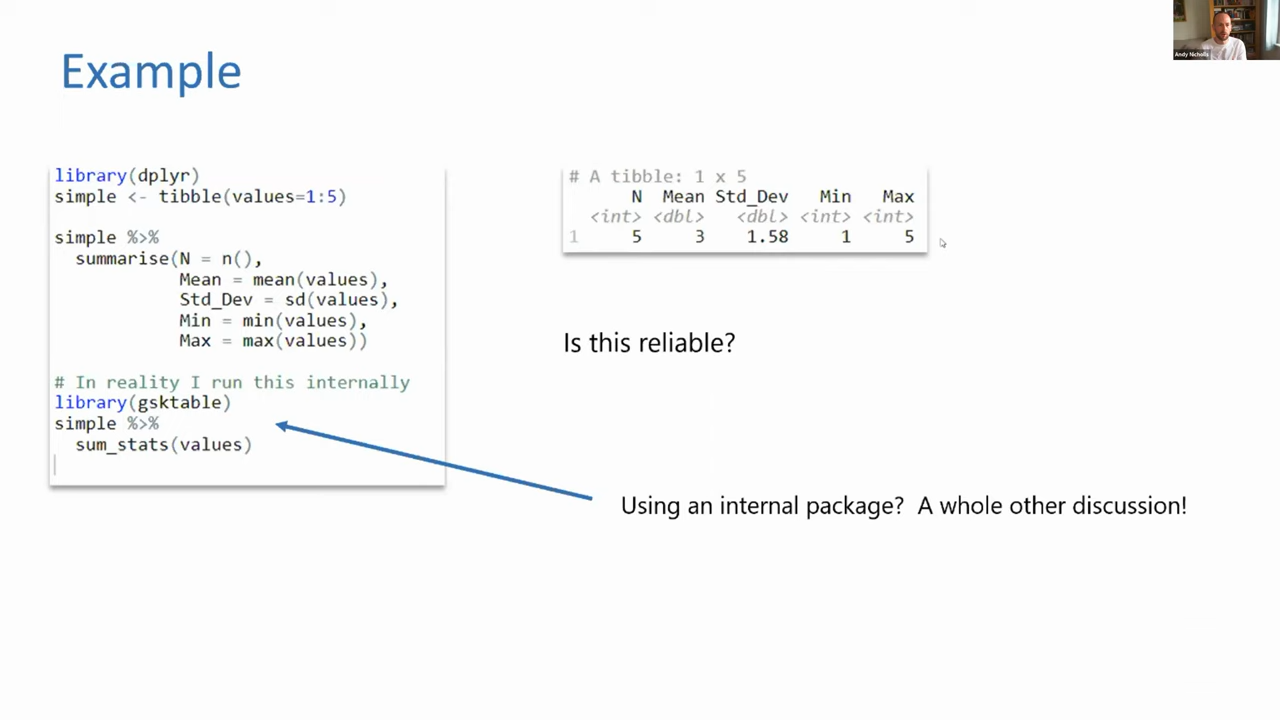 Example
Andy Nicholls
library(dplyr)
simple <- tibble(values=1:5)
simple %>%
summarise(N = n(),
Mean = mean(values),
Std_Dev = sd(values),
Min = min(values),
Max = max(values))
# In reality I run this internally
library(gsktable)
simple %>%
sum_stats(values)
# A tibble: 1 x 5
N Mean Std_Dev Min Max
<int> <dbl> <dbl> <int> <int>
1 5 3 1.58 1 5
Is this reliable?
Using an internal package? A whole other discussion!